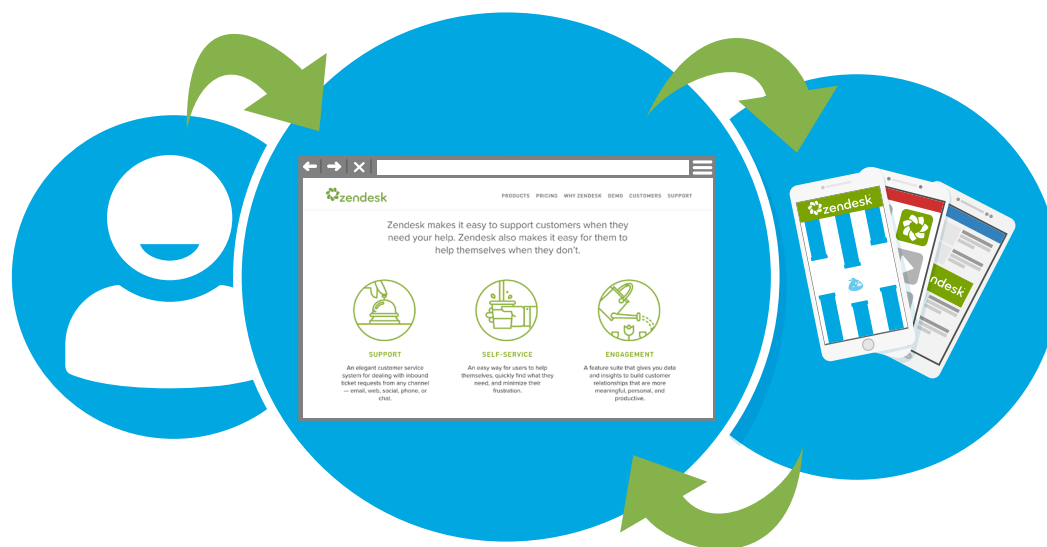 zendesk
PRODUCTS PRICING WHY ZENDESK DEMO CUSTOMERS SUPPORT
Zendesk makes it easy to support customers when they
need your help. Zendesk also makes it easy for them to
help themselves when they don't.
SUPPORT
An elegant customer service
system for dealing with inbound
ticket requests from any channel
— email, web, social, phone, or
chat.
SELF-SERVICE
An easy way for users to help
themselves, quickly find what they
need, and minimize their
frustration.
ENGAGEMENT
A feature suite that gives you data
and insights to build customer
relationships that are more
meaningful, personal, and
productive.
zendesk
ndesk